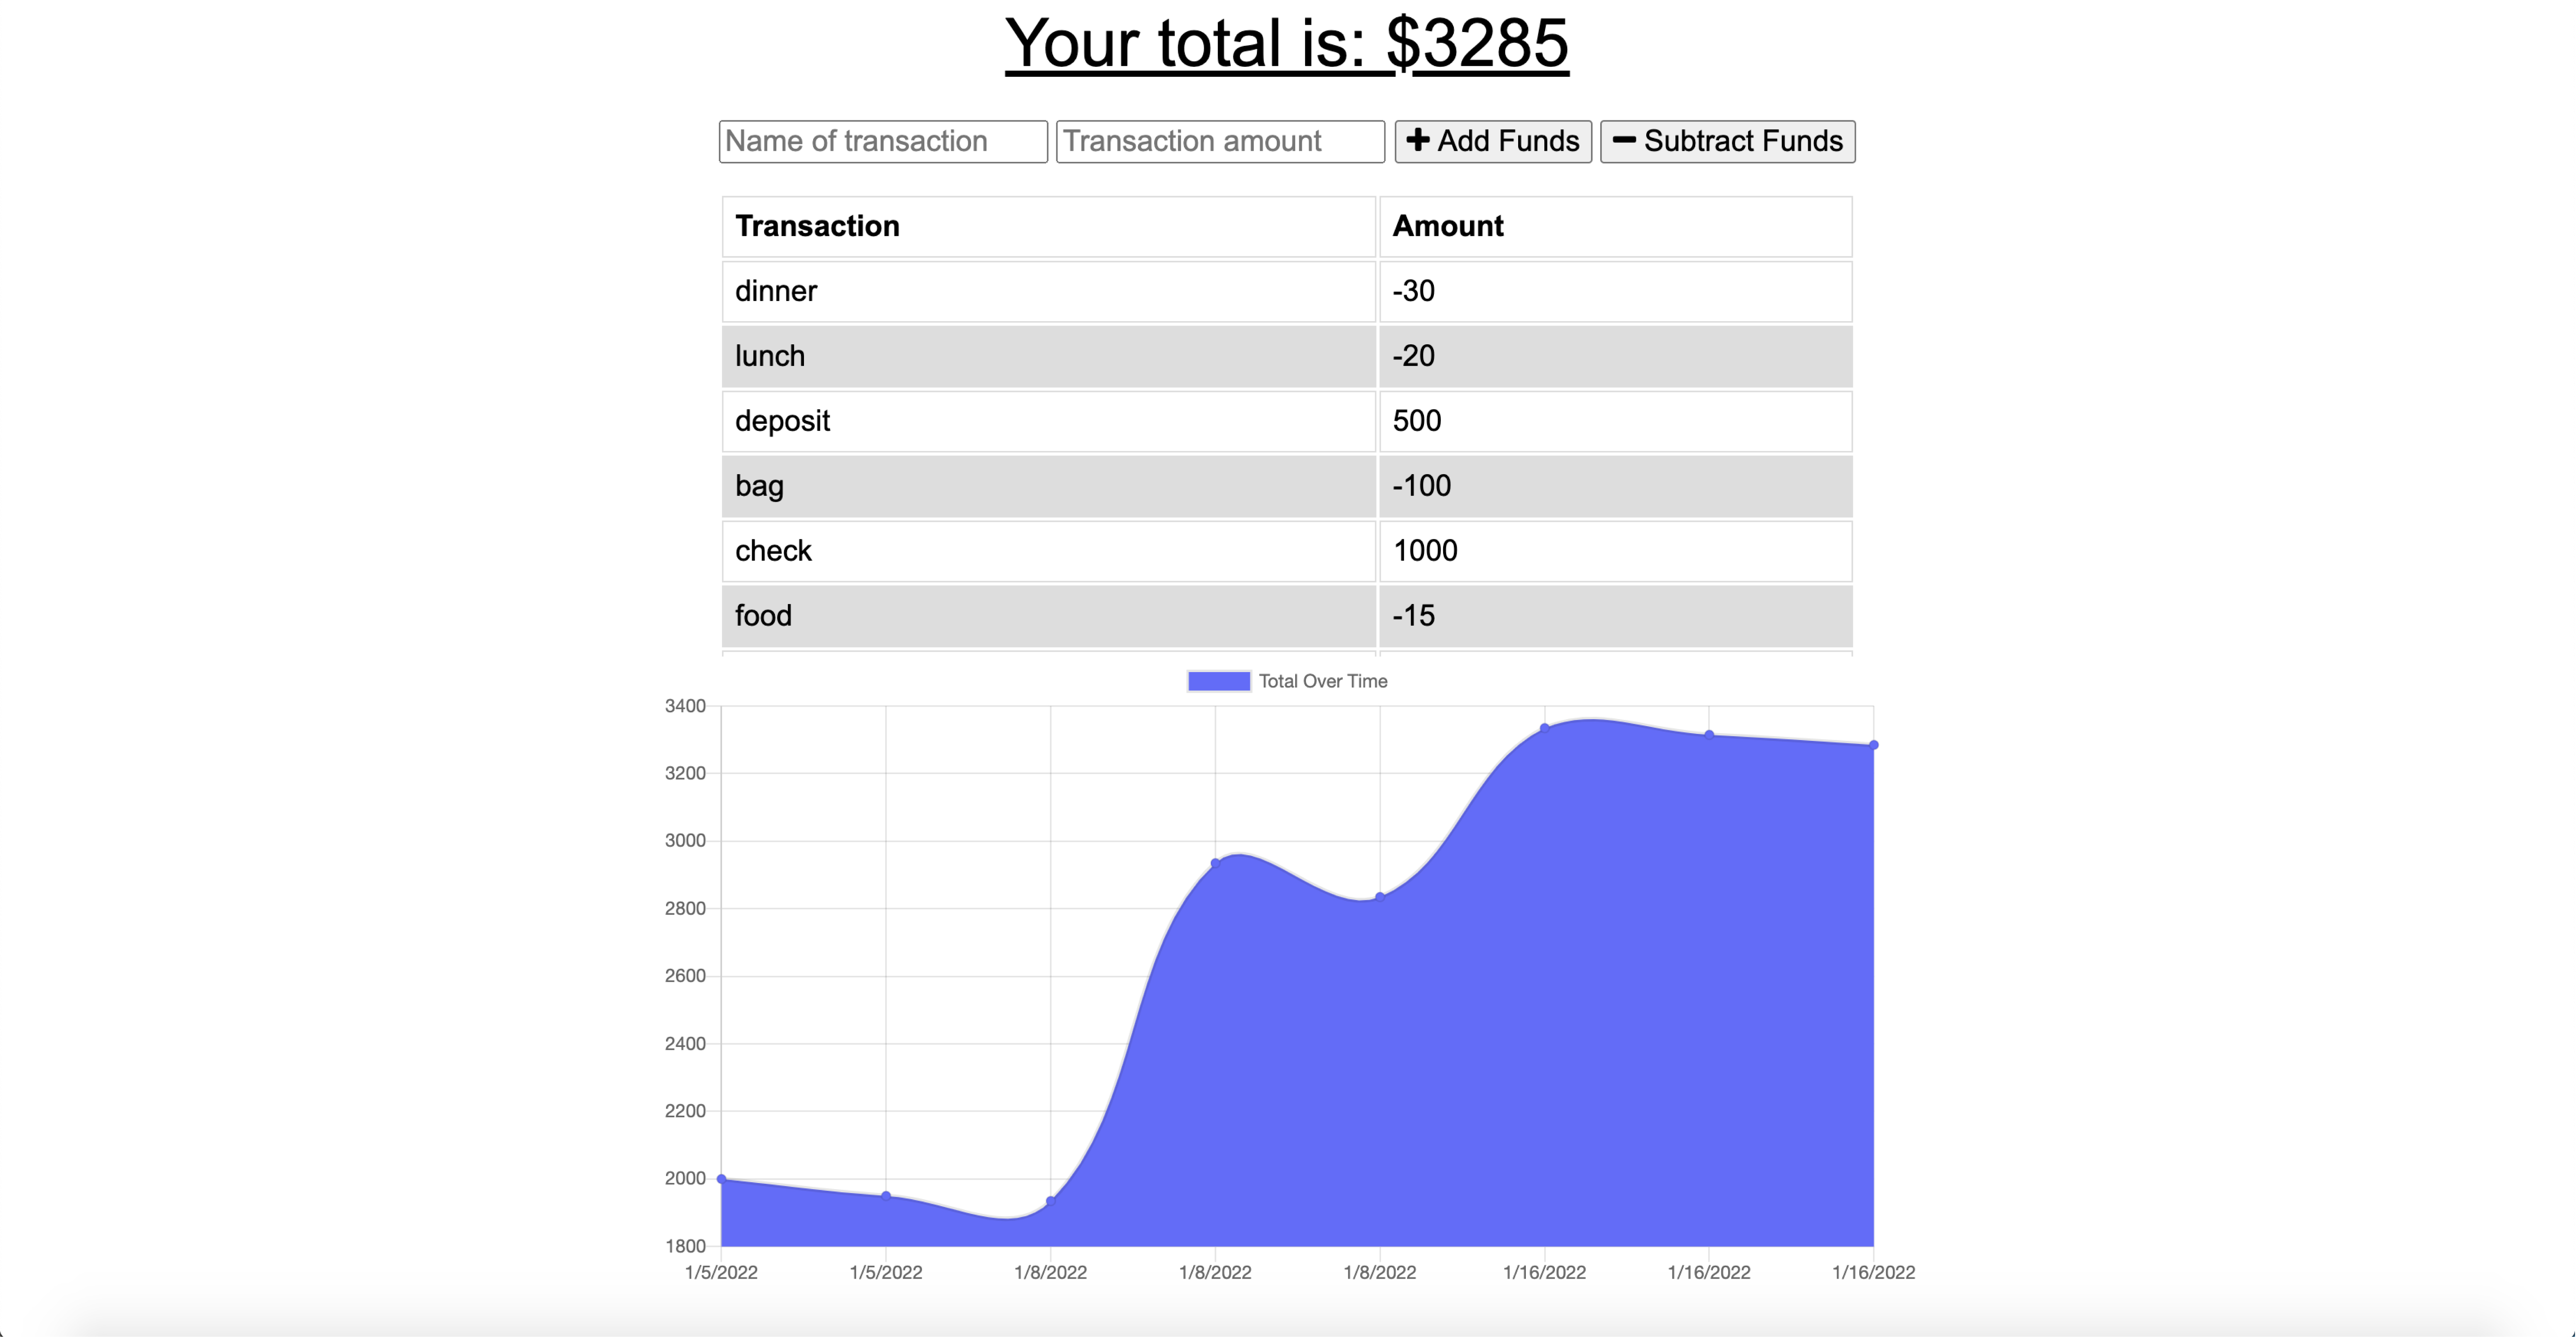 Your total is: $3285
Name of transaction Transaction amount Add Funds Subtract Funds
Transaction Amount
dinner -30
lunch -20
deposit 500
bag -100
check 1000
food -15
Total Over Time
3400
3200
3000
2800
2600
2400
2200
2000
1800
1/5/2022 1/5/2022 1/8/2022 1/8/2022 1/8/2022 1/16/2022 1/16/2022 1/16/2022